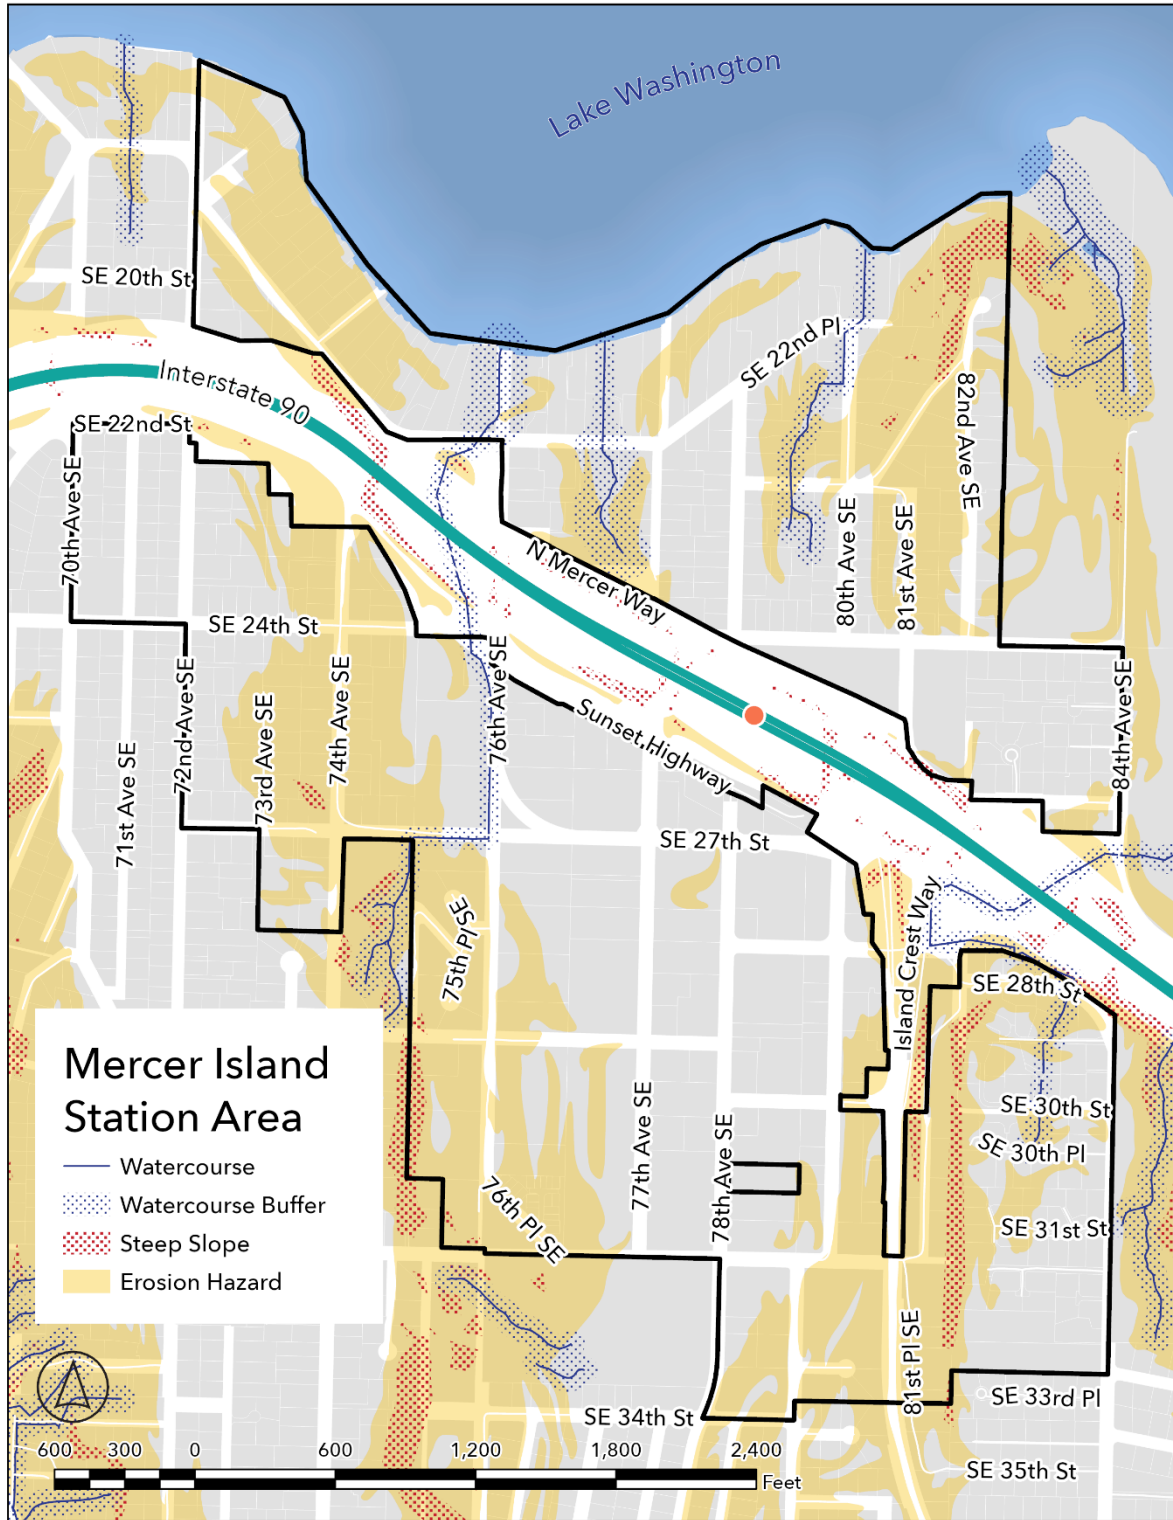 Lake Washington
SE 20th St
SE 22nd Pl
Interstate 90
82nd Ave SE
SE 22nd St
70th Ave SE
N Mercer Way
80th Ave SE
81st Ave SE
SE 24th St
76th Ave SE
72nd Ave SE
74th Ave SE
84th Ave SE
73rd Ave SE
Sunset Highway
71st Ave SE
SE 27th St
75th Pl SE
Island Crest Way
SE 28th St
Mercer Island
Station Area
Watercourse
Watercourse Buffer
Steep Slope
Erosion Hazard
77th Ave SE
78th Ave SE
SE 30th St
SE 30th Pl
76th Pl SE
SE 31st St
81st Pl SE
SE 33rd Pl
SE 34th St
SE 35th St
600 300 0 600 1,200 1,800 2,400
Feet